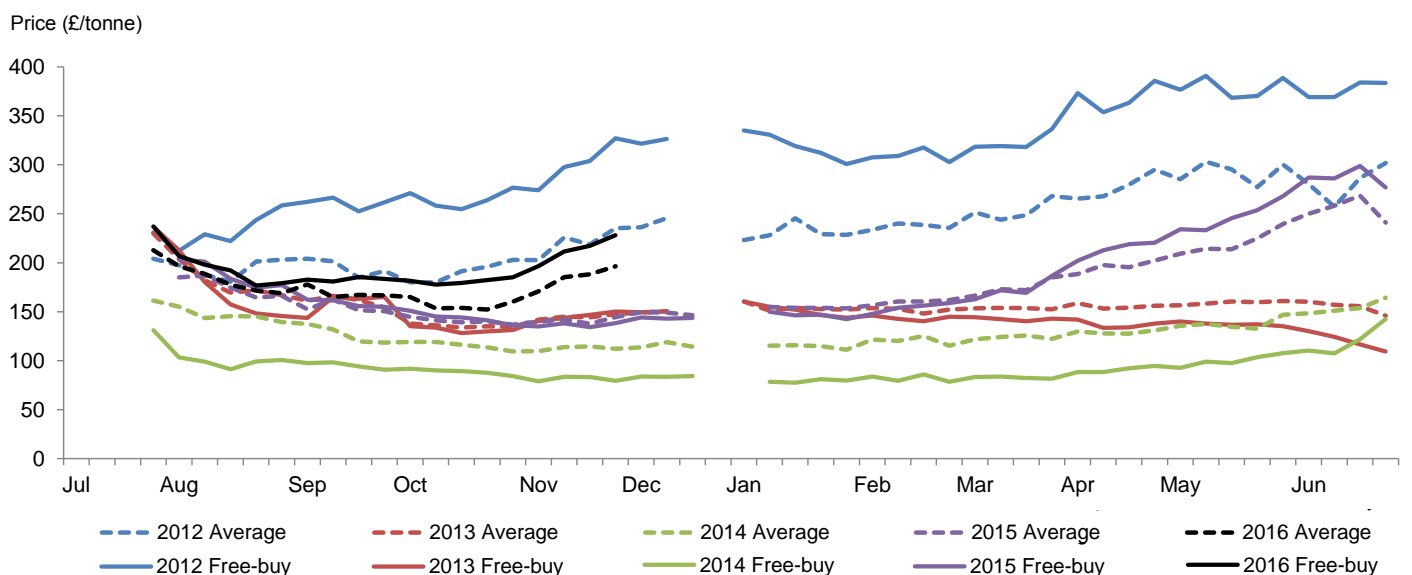 Price (£/tonne)
400
350
300
250
200
150
100
50
0
Jul Aug Sep Oct Nov Dec Jan Feb Mar Apr May Jun
2012 Average 2013 Average 2014 Average 2015 Average 2016 Average
2012 Free-buy 2013 Free-buy 2014 Free-buy 2015 Free-buy 2016 Free-buy